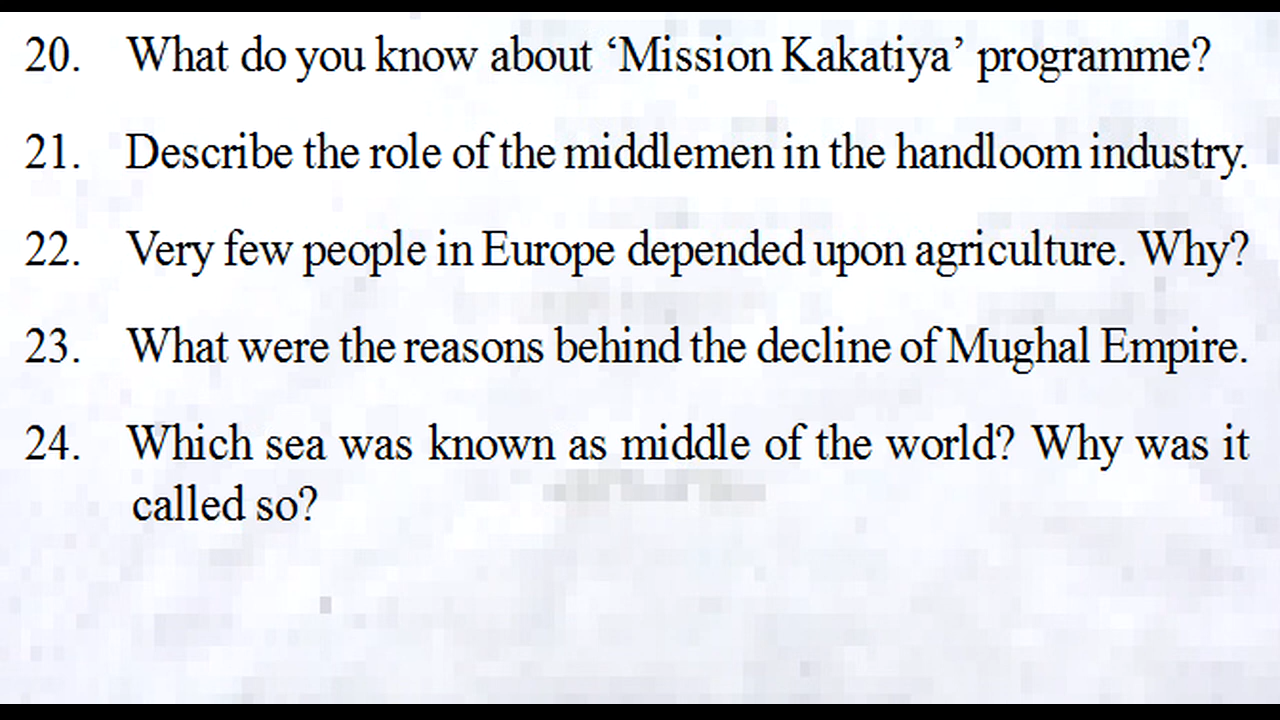 20. What do you know about ‘Mission Kakatiya’ programme?
21. Describe the role of the middlemen in the handloom industry.
22. Very few people in Europe depended upon agriculture. Why?
23. What were the reasons behind the decline of Mughal Empire.
24. Which sea was known as middle of the world? Why was it
called so?